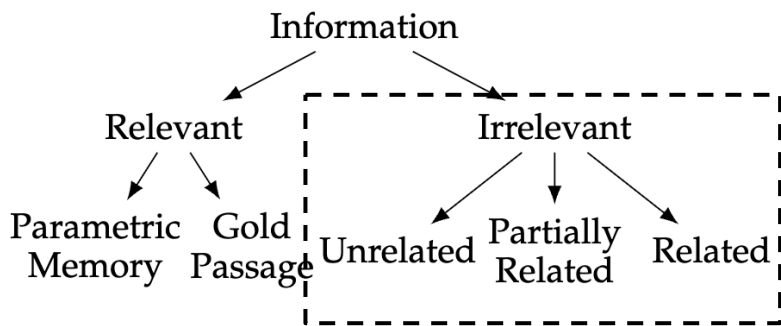 Information
Relevant
Irrelevant
Parametric
Memory
Gold
Passage
Unrelated
Partially
Related
Related